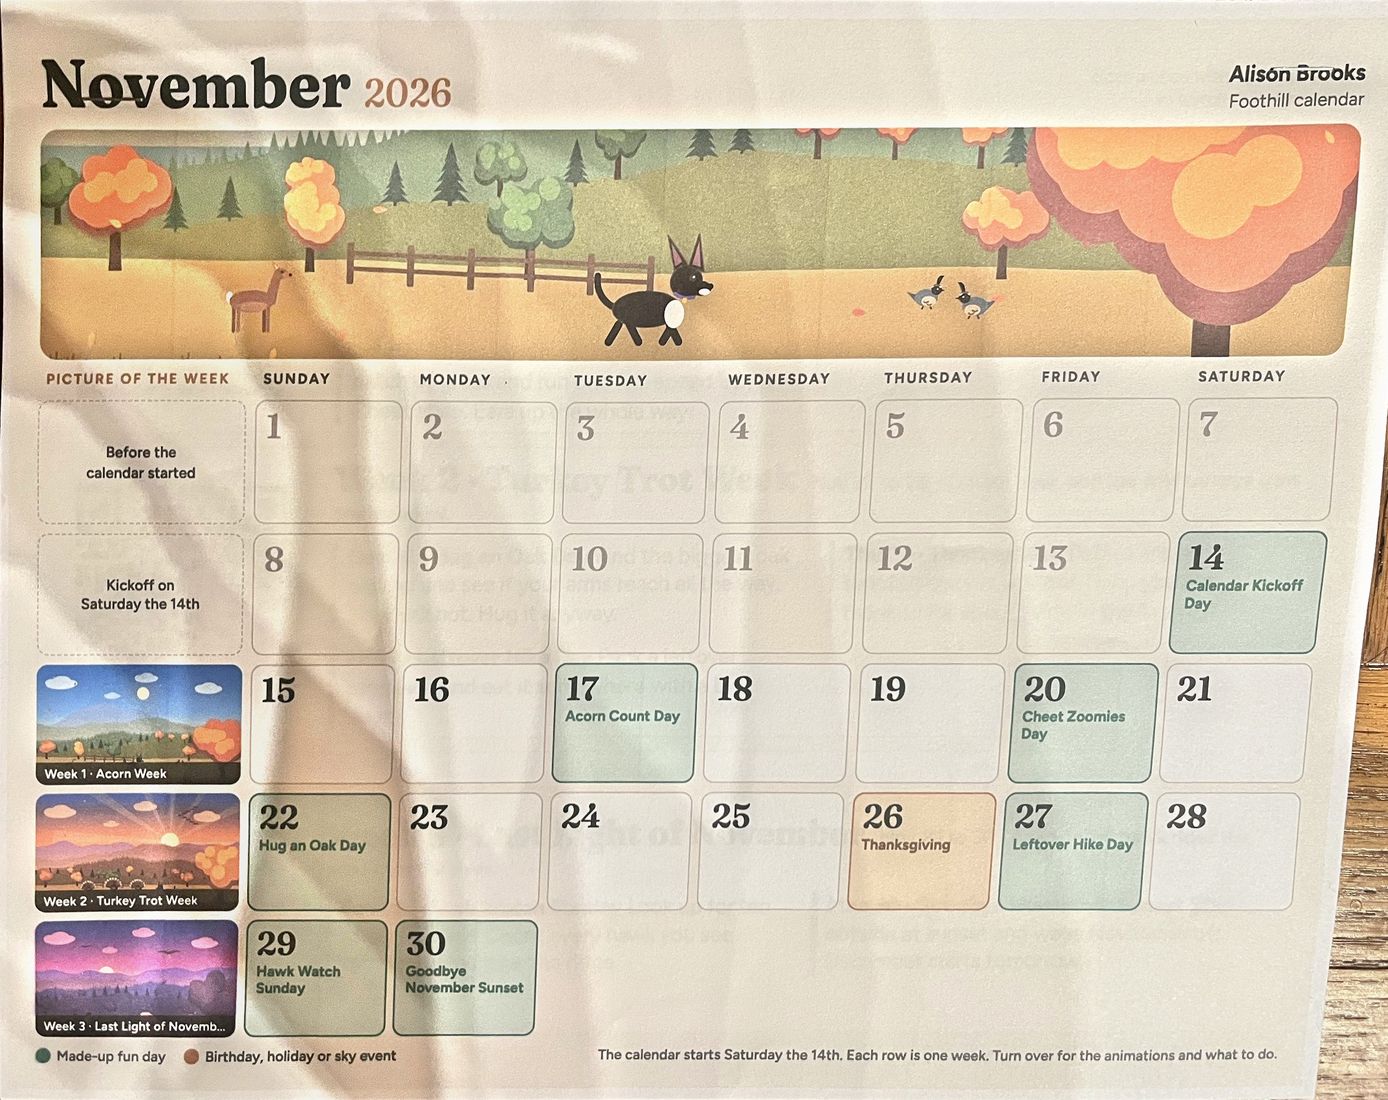 November 2026
Alison Brooks
Foothill calendar
PICTURE OF THE WEEK SUNDAY MONDAY TUESDAY WEDNESDAY THURSDAY FRIDAY SATURDAY
Before the
calendar started
1 2 3 4 5 6 7
Kickoff on
Saturday the 14th
8 9 10 11 12 13 14
Calendar Kickoff
Day
Week 1 · Acorn Week
15 16 17 18 19 20 21
Acorn Count Day
Cheet Zoomies
Day
Week 2 · Turkey Trot Week
22 23 24 25 26 27 28
Hug an Oak Day
Thanksgiving
Leftover Hike Day
Week 3 · Last Light of Novemb...
29 30
Hawk Watch
Sunday
Goodbye
November Sunset
Made-up fun day
Birthday, holiday or sky event
The calendar starts Saturday the 14th. Each row is one week. Turn over for the animations and what to do.